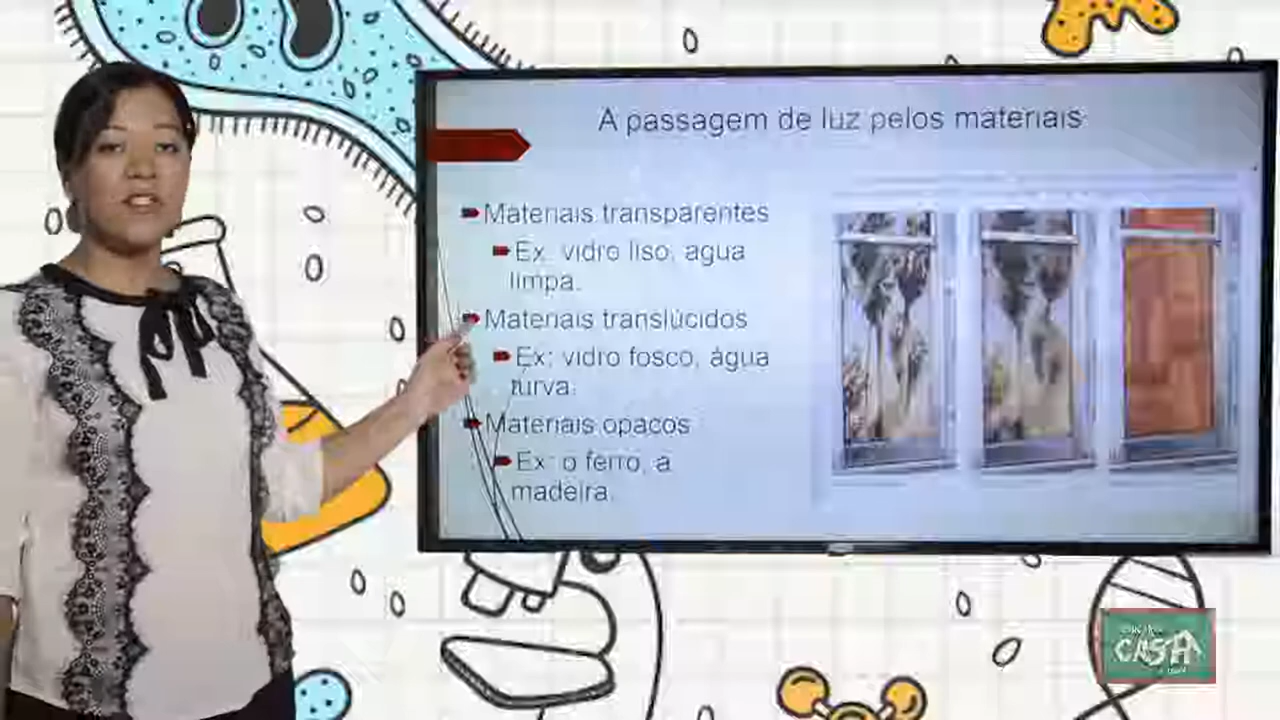 A passagem de luz pelos materiais
Materiais transparentes
Ex: vidro liso, agua
limpa.
Materiais translúcidos
Ex: vidro fosco, água
turva.
Materiais opacos
Ex: o ferro, a
madeira.
CASA